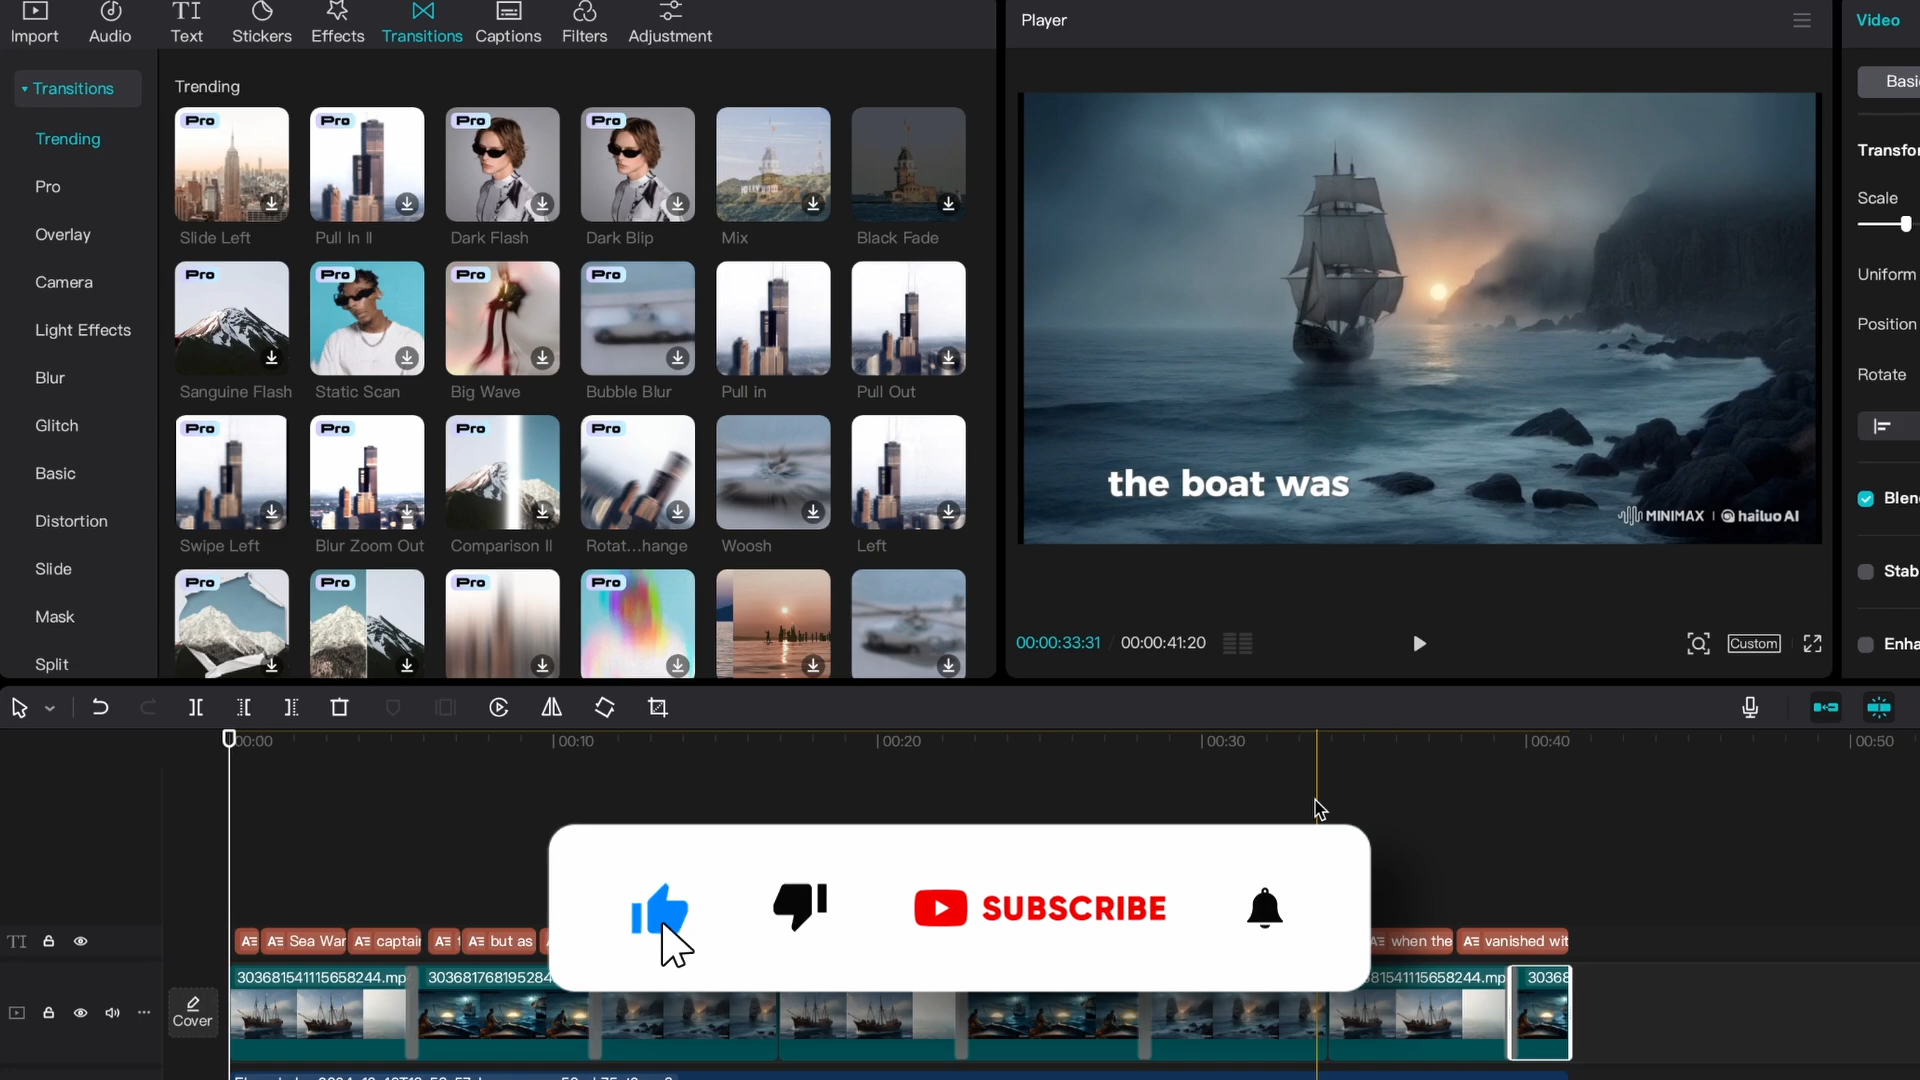 Import
Audio
Text
Stickers
Effects
Transitions
Captions
Filters
Adjustment
Player
Video
Transitions
Trending
Pro
Overlay
Camera
Light Effects
Blur
Glitch
Basic
Distortion
Slide
Mask
Split
Trending
Pro
Pro
Pro
Pro
Slide Left
Pull In II
Dark Flash
Dark Blip
Mix
Black Fade
Pro
Pro
Pro
Pro
Sanguine Flash
Static Scan
Big Wave
Bubble Blur
Pull in
Pull Out
Pro
Pro
Pro
Pro
Swipe Left
Blur Zoom Out
Comparison II
Rotat...hange
Woosh
Left
Pro
Pro
Pro
Pro
the boat was
MINIMAX | hailuo AI
00:00:33:31 / 00:00:41:20
Custom
Basi
Transfor
Scale
Uniform
Position
Rotate
Blen
Stab
Enha
00:00
00:10
00:20
00:30
00:40
00:50
SUBSCRIBE
TI
Sea War
captain
but as
when the
vanished wit
Cover
303681541115658244.mp
303681768195284
81541115658244.mp
30368